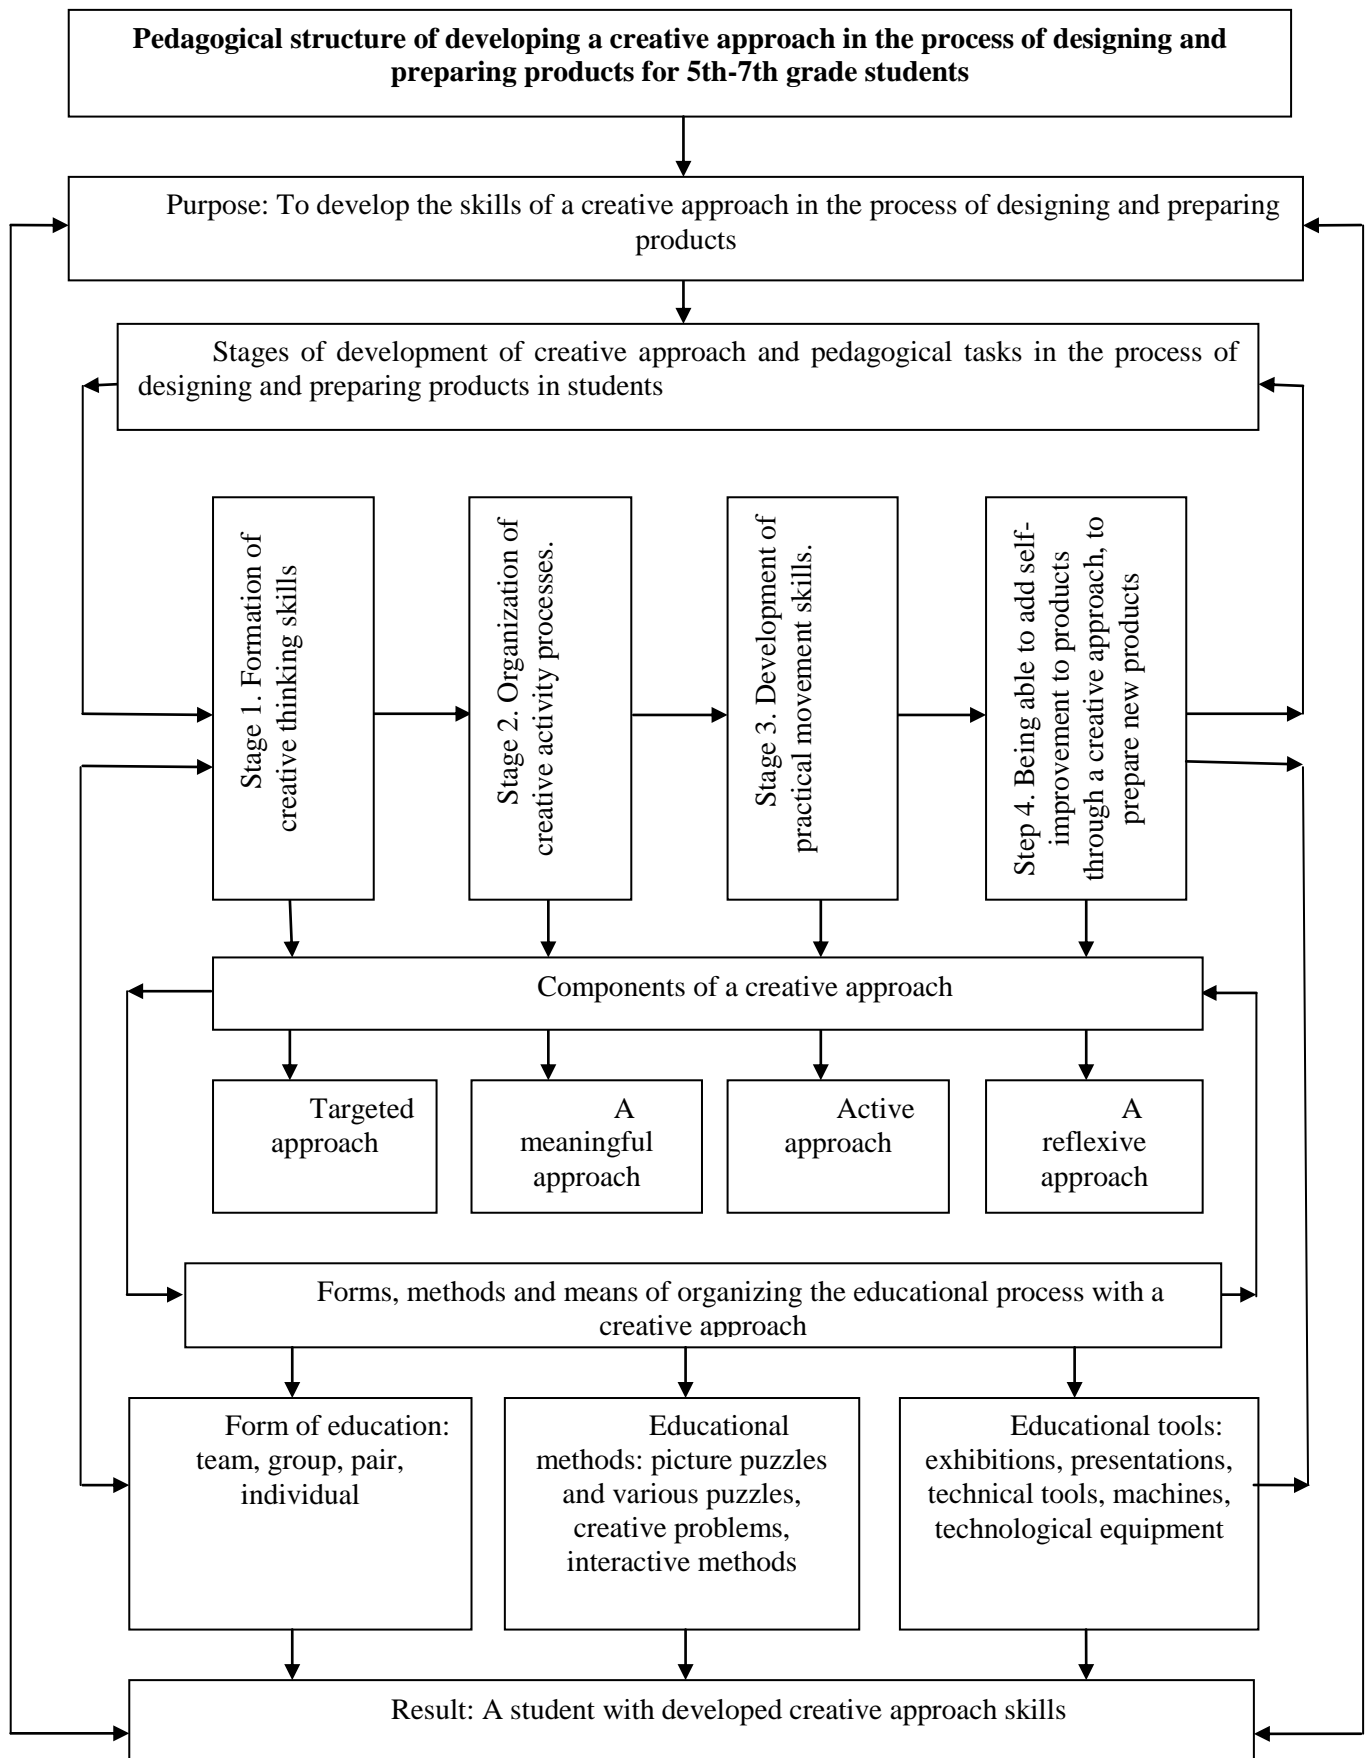 Pedagogical structure of developing a creative approach in the process of designing and
preparing products for 5th-7th grade students
Purpose: To develop the skills of a creative approach in the process of designing and preparing
products
Stages of development of creative approach and pedagogical tasks in the process of
designing and preparing products in students
Stage 1. Formation of
creative thinking skills
Stage 2. Organization of
creative activity processes.
Stage 3. Development of
practical movement skills.
Step 4. Being able to add self-
improvement to products
through a creative approach, to
prepare new products
Components of a creative approach
Targeted
approach
A
meaningful
approach
Active
approach
A
reflexive
approach
Forms, methods and means of organizing the educational process with a
creative approach
Form of education:
team, group, pair,
individual
Educational
methods: picture puzzles
and various puzzles,
creative problems,
interactive methods
Educational tools:
exhibitions, presentations,
technical tools, machines,
technological equipment
Result: A student with developed creative approach skills